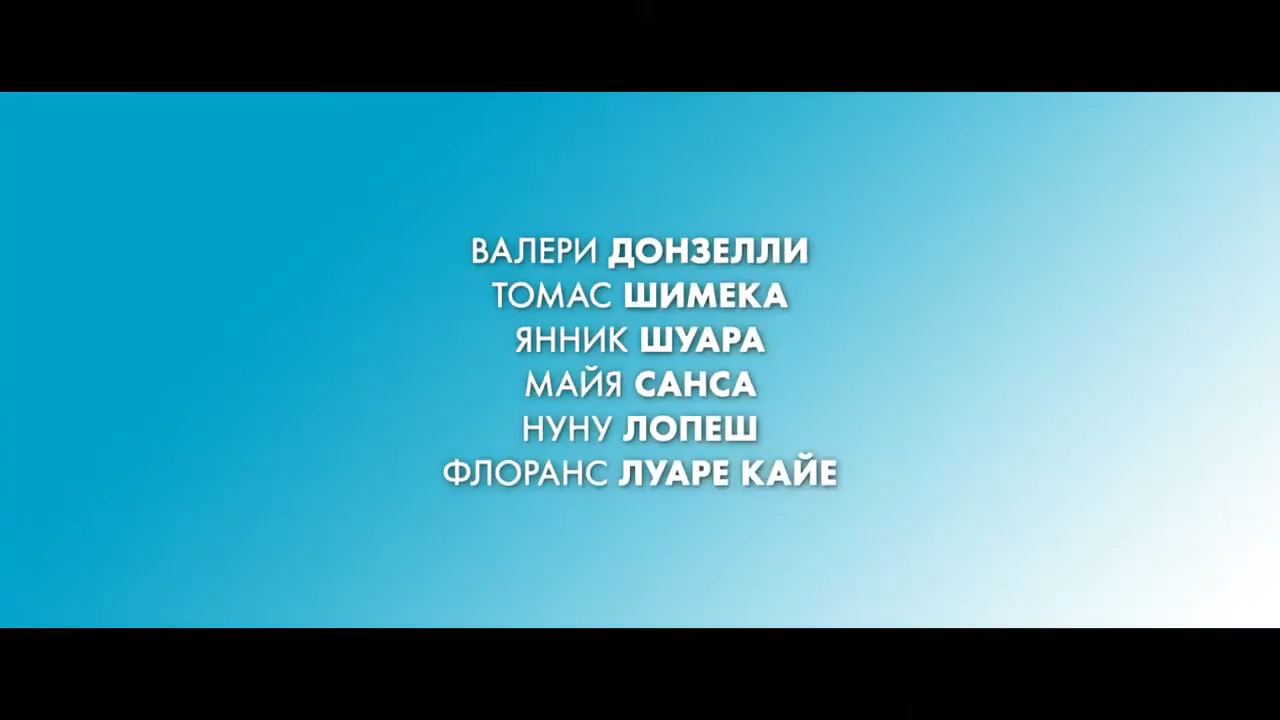 ВАЛЕРИ ДОНЗЕЛЛИ
ТОМАС ШИМЕКА
ЯННИК ШУАРА
МАЙЯ САНСА
НУНУ ЛОПЕШ
ФЛОРАНС ЛУАРЕ КАЙЕ